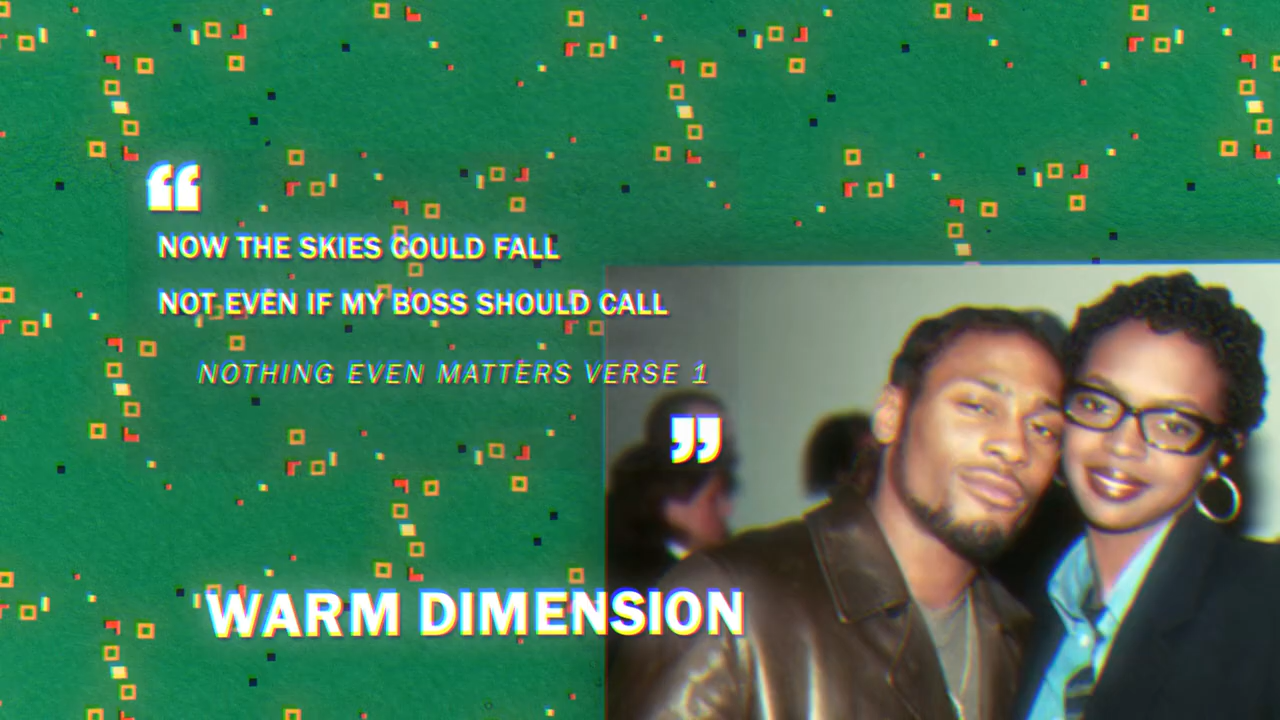 “
NOW THE SKIES COULD FALL
NOT EVEN IF MY BOSS SHOULD CALL
NOTHING EVEN MATTERS VERSE 1
”
WARM DIMENSION